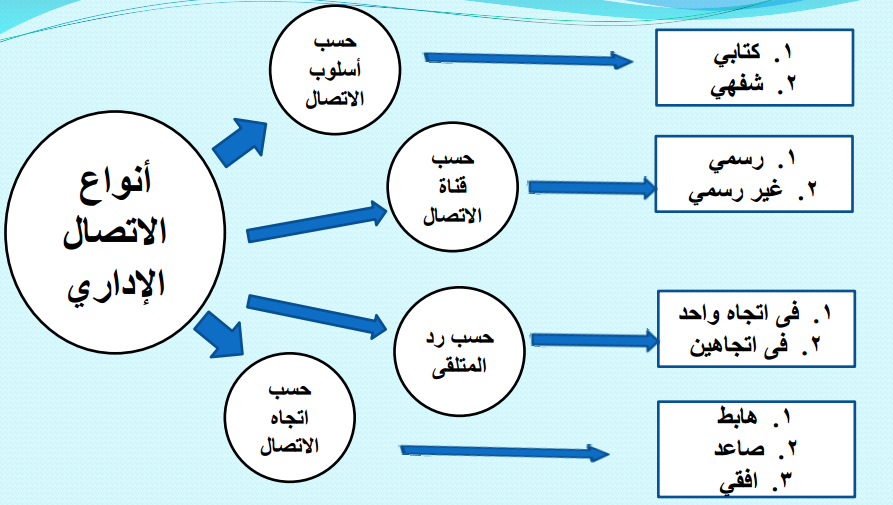 أنواع
الاتصال
الإداري
حسب
أسلوب
الاتصال
١. كتابي
٢. شفهي
حسب
قناة
الاتصال
١. رسمي
٢. غير رسمي
حسب رد
المتلقى
١. فى اتجاه واحد
٢. فى اتجاهين
حسب
اتجاه
الاتصال
١. هابط
٢. صاعد
٣. افقي